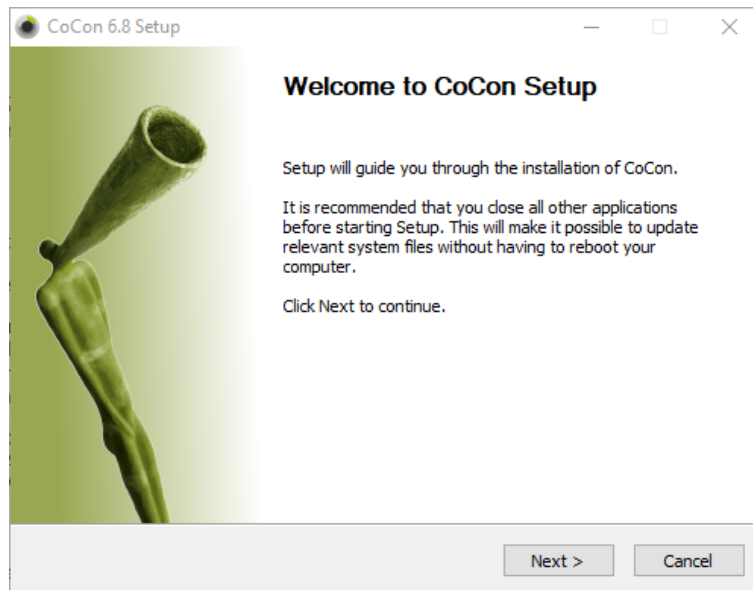 CoCon 6.8 Setup
Welcome to CoCon Setup
Setup will guide you through the installation of CoCon.
It is recommended that you close all other applications
before starting Setup. This will make it possible to update
relevant system files without having to reboot your
computer.
Click Next to continue.
Next >
Cancel